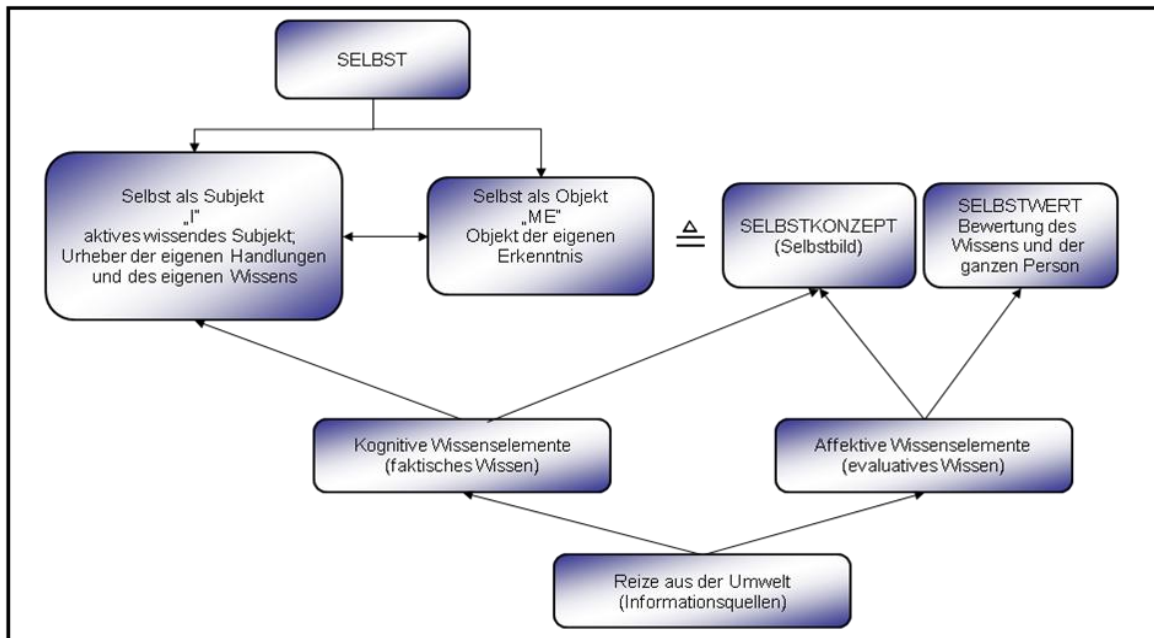 SELBST
Selbst als Subjekt
„I"
aktives wissendes Subjekt;
Urheber der eigenen Handlungen
und des eigenen Wissens
Selbst als Objekt
„ME"
Objekt der eigenen
Erkenntnis
≙
SELBSTKONZEPT
(Selbstbild)
SELBSTWERT
Bewertung des
Wissens und der
ganzen Person
Kognitive Wissenselemente
(faktisches Wissen)
Affektive Wissenselemente
(evaluatives Wissen)
Reize aus der Umwelt
(Informationsquellen)